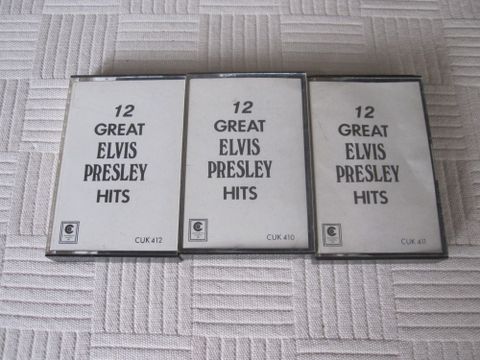 12
GREAT
ELVIS
PRESLEY
HITS
CUK 412
12
GREAT
ELVIS
PRESLEY
HITS
CUK 410
12
GREAT
ELVIS
PRESLEY
HITS
CUK 411